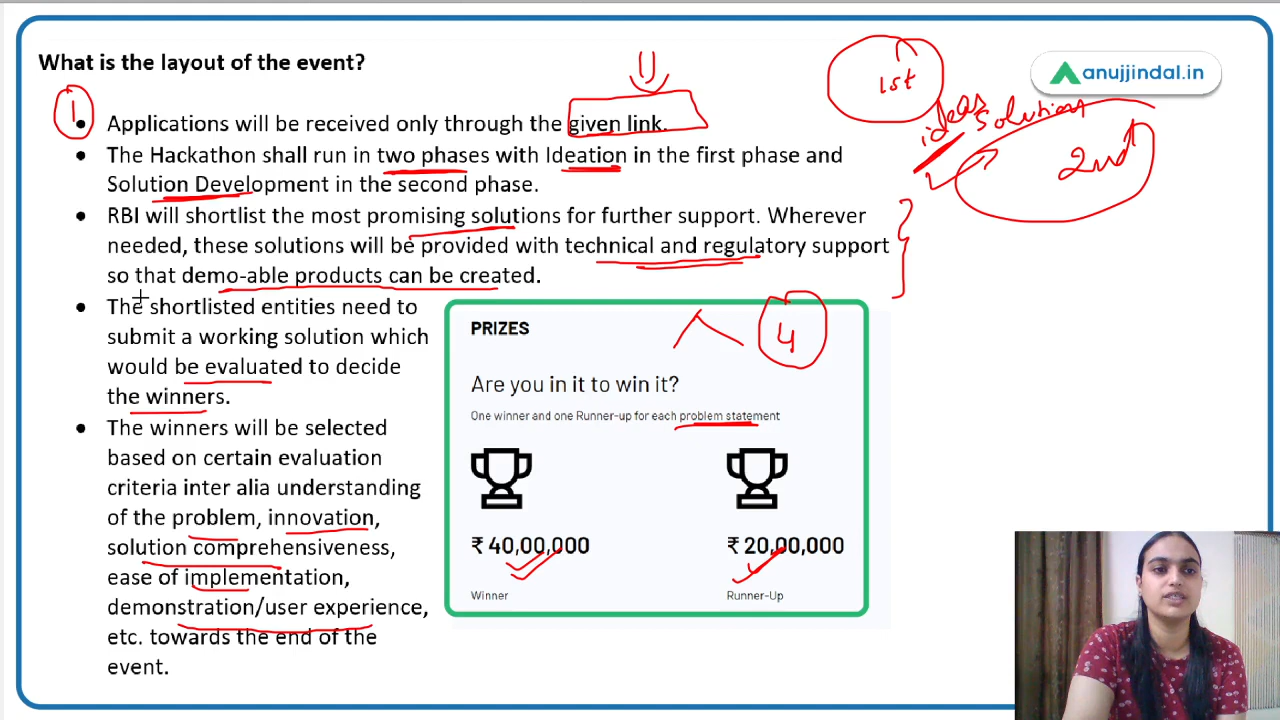 What is the layout of the event?
anujjindal.in
1
1st
ideas
Solutions
2nd
• Applications will be received only through the given link.
• The Hackathon shall run in two phases with Ideation in the first phase and
Solution Development in the second phase.
• RBI will shortlist the most promising solutions for further support. Wherever
needed, these solutions will be provided with technical and regulatory support
so that demo-able products can be created.
• The shortlisted entities need to
submit a working solution which
would be evaluated to decide
the winners.
• The winners will be selected
based on certain evaluation
criteria inter alia understanding
of the problem, innovation,
solution comprehensiveness,
ease of implementation,
demonstration/user experience,
etc. towards the end of the
event.
PRIZES
4
Are you in it to win it?
One winner and one Runner-up for each problem statement
₹ 40,00,000
₹ 20,00,000
Winner
Runner-Up